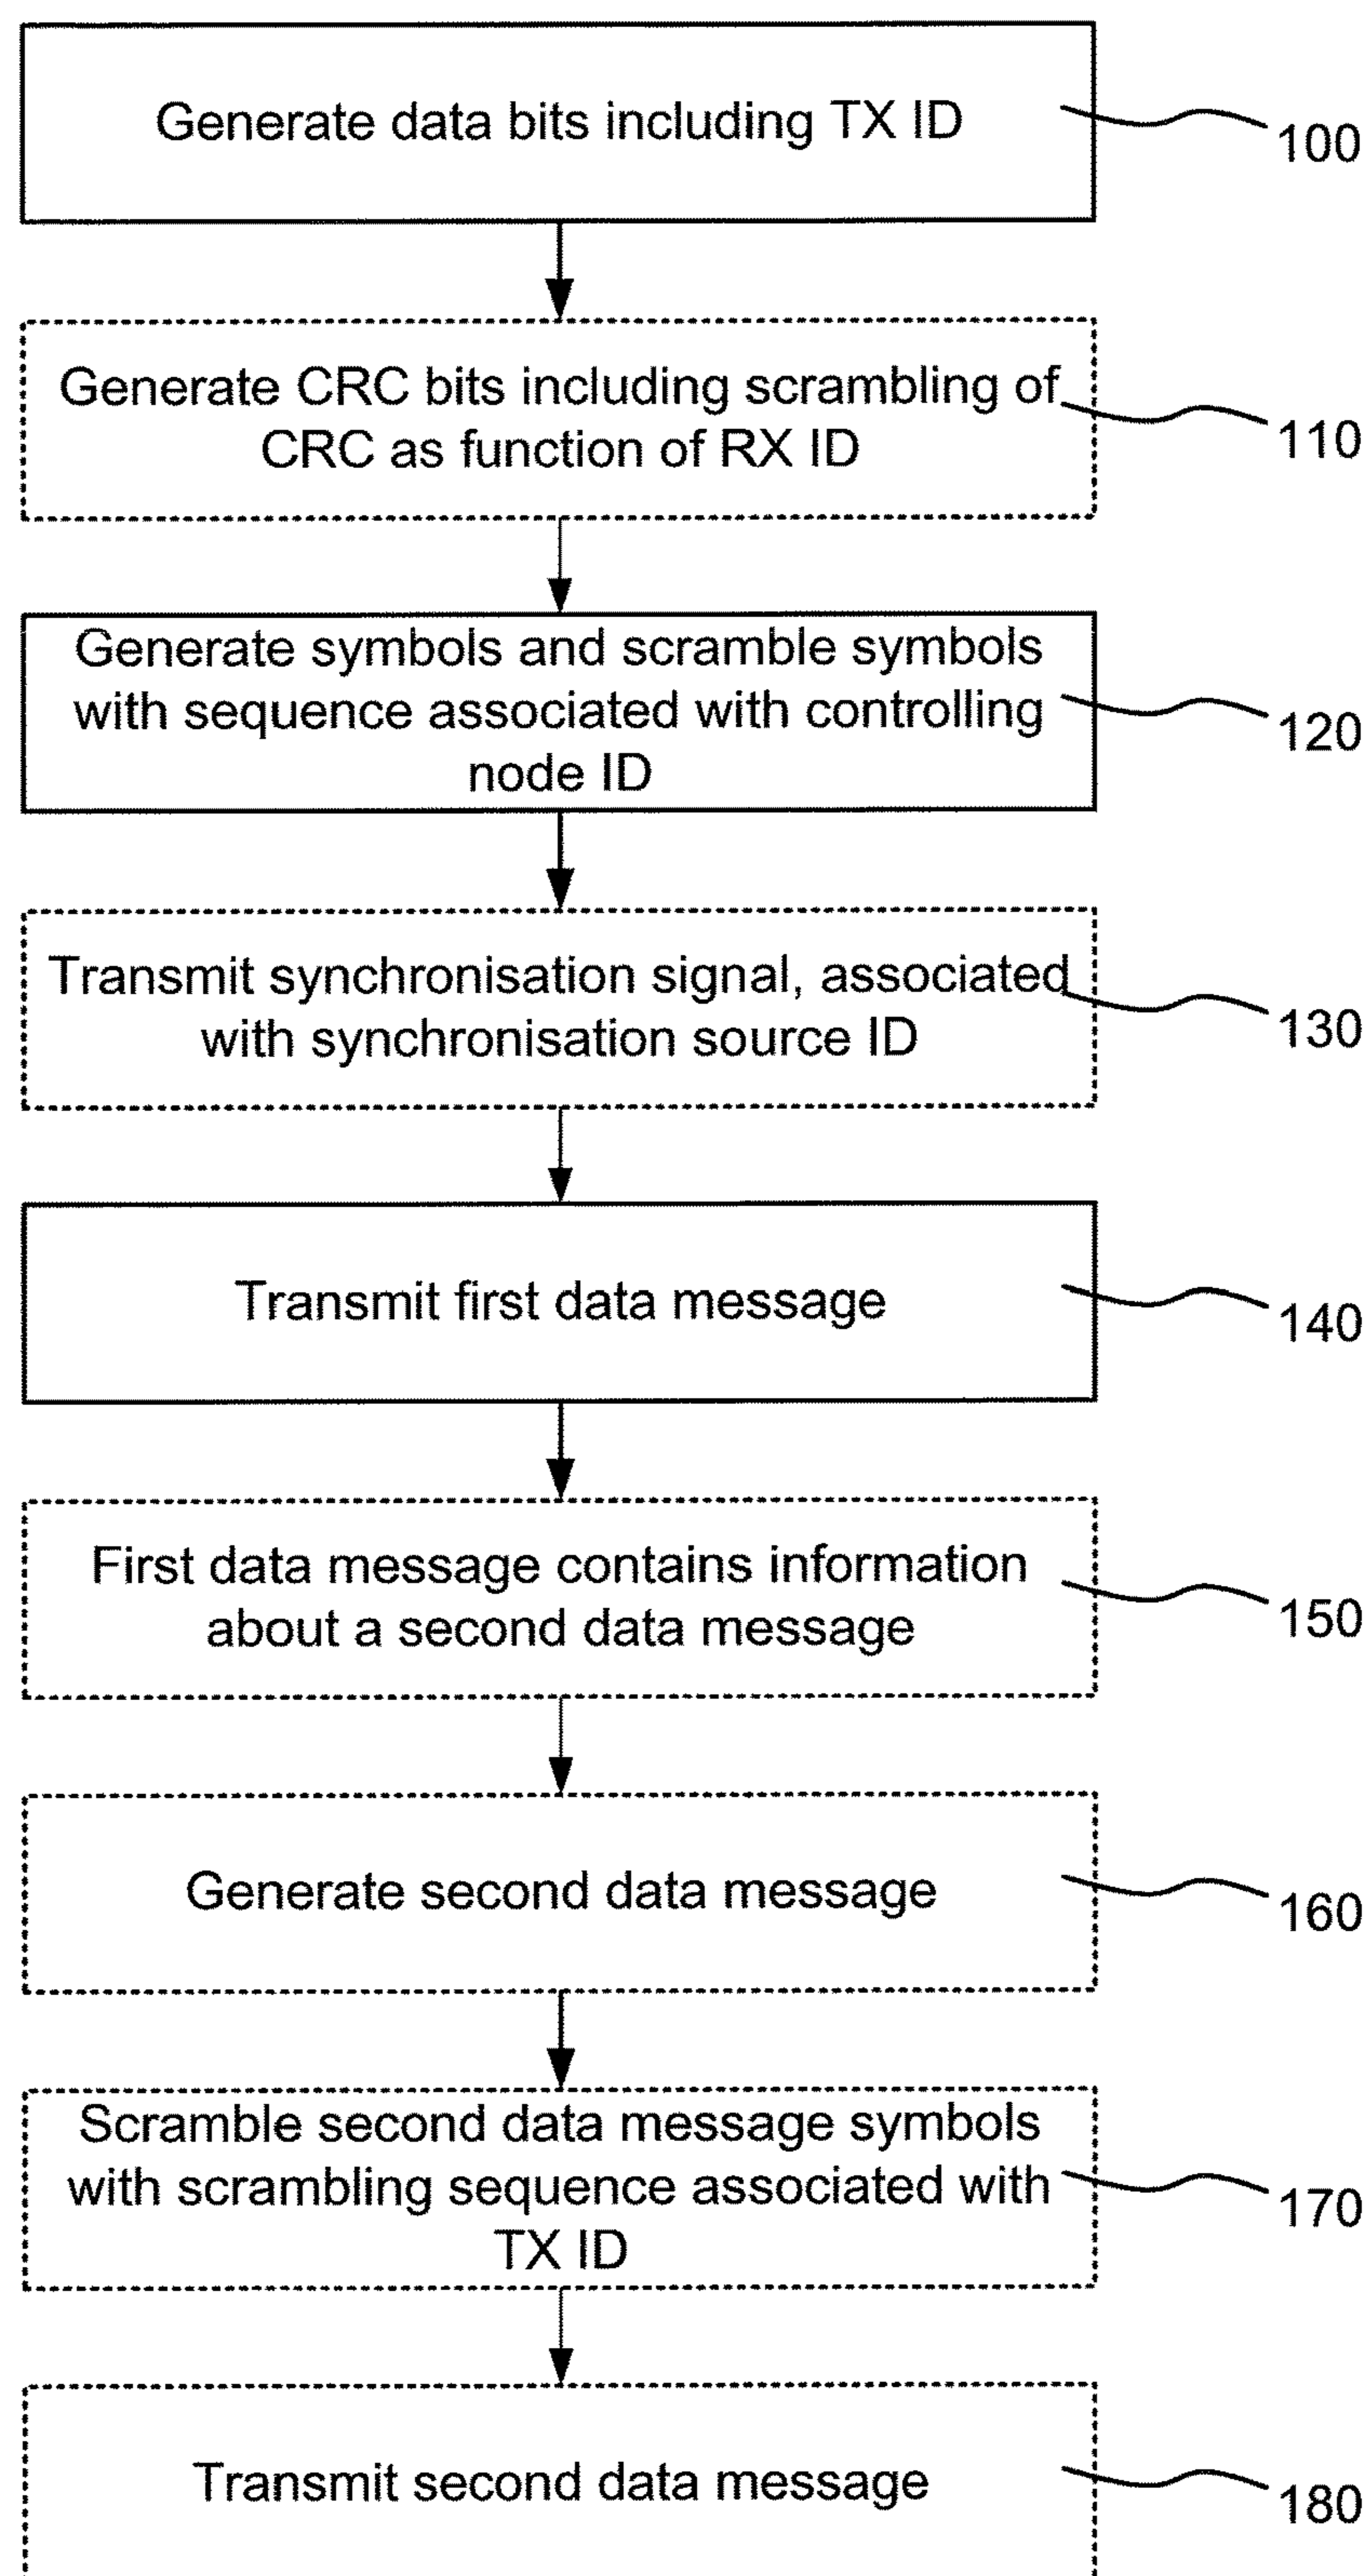 Generate data bits including TX ID
100
Generate CRC bits including scrambling of
CRC as function of RX ID
110
Generate symbols and scramble symbols
with sequence associated with controlling
node ID
120
Transmit synchronisation signal, associated
with synchronisation source ID
130
Transmit first data message
140
First data message contains information
about a second data message
150
Generate second data message
160
Scramble second data message symbols
with scrambling sequence associated with
TX ID
170
Transmit second data message
180